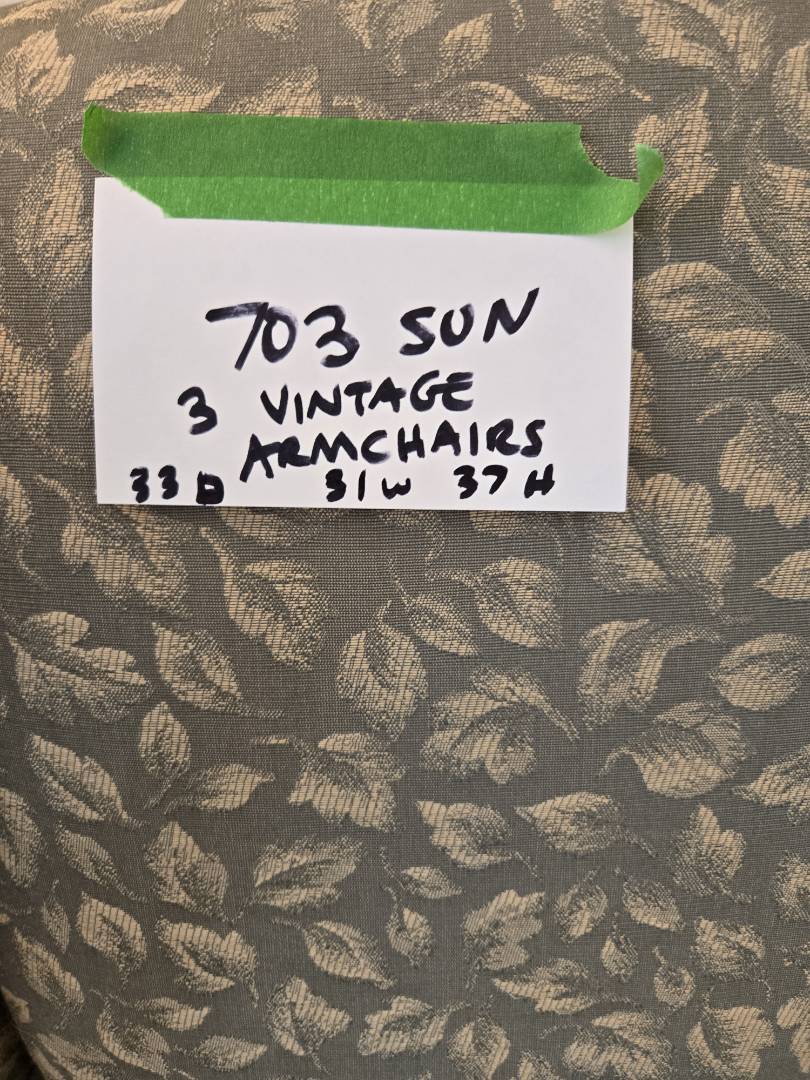 703 SUN
3 VINTAGE
ARMCHAIRS
33 D 31 W 37 H